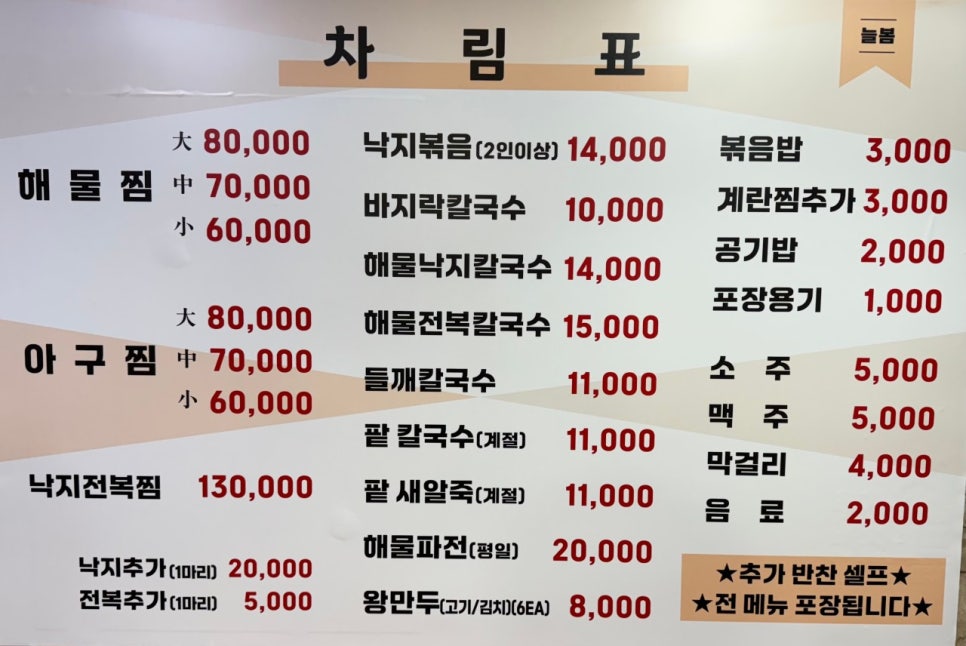 차림표
늘봄
해물찜 大 80,000
中 70,000
小 60,000
아구찜 大 80,000
中 70,000
小 60,000
낙지전복찜 130,000
낙지추가(1마리) 20,000
전복추가(1마리) 5,000
낙지볶음(2인이상) 14,000
바지락칼국수 10,000
해물낙지칼국수 14,000
해물전복칼국수 15,000
들깨칼국수 11,000
팥 칼국수(계절) 11,000
팥 새알죽(계절) 11,000
해물파전(평일) 20,000
왕만두(고기/김치)(6EA) 8,000
볶음밥 3,000
계란찜추가 3,000
공기밥 2,000
포장용기 1,000
소주 5,000
맥주 5,000
막걸리 4,000
음료 2,000
★추가 반찬 셀프★
★전 메뉴 포장됩니다★